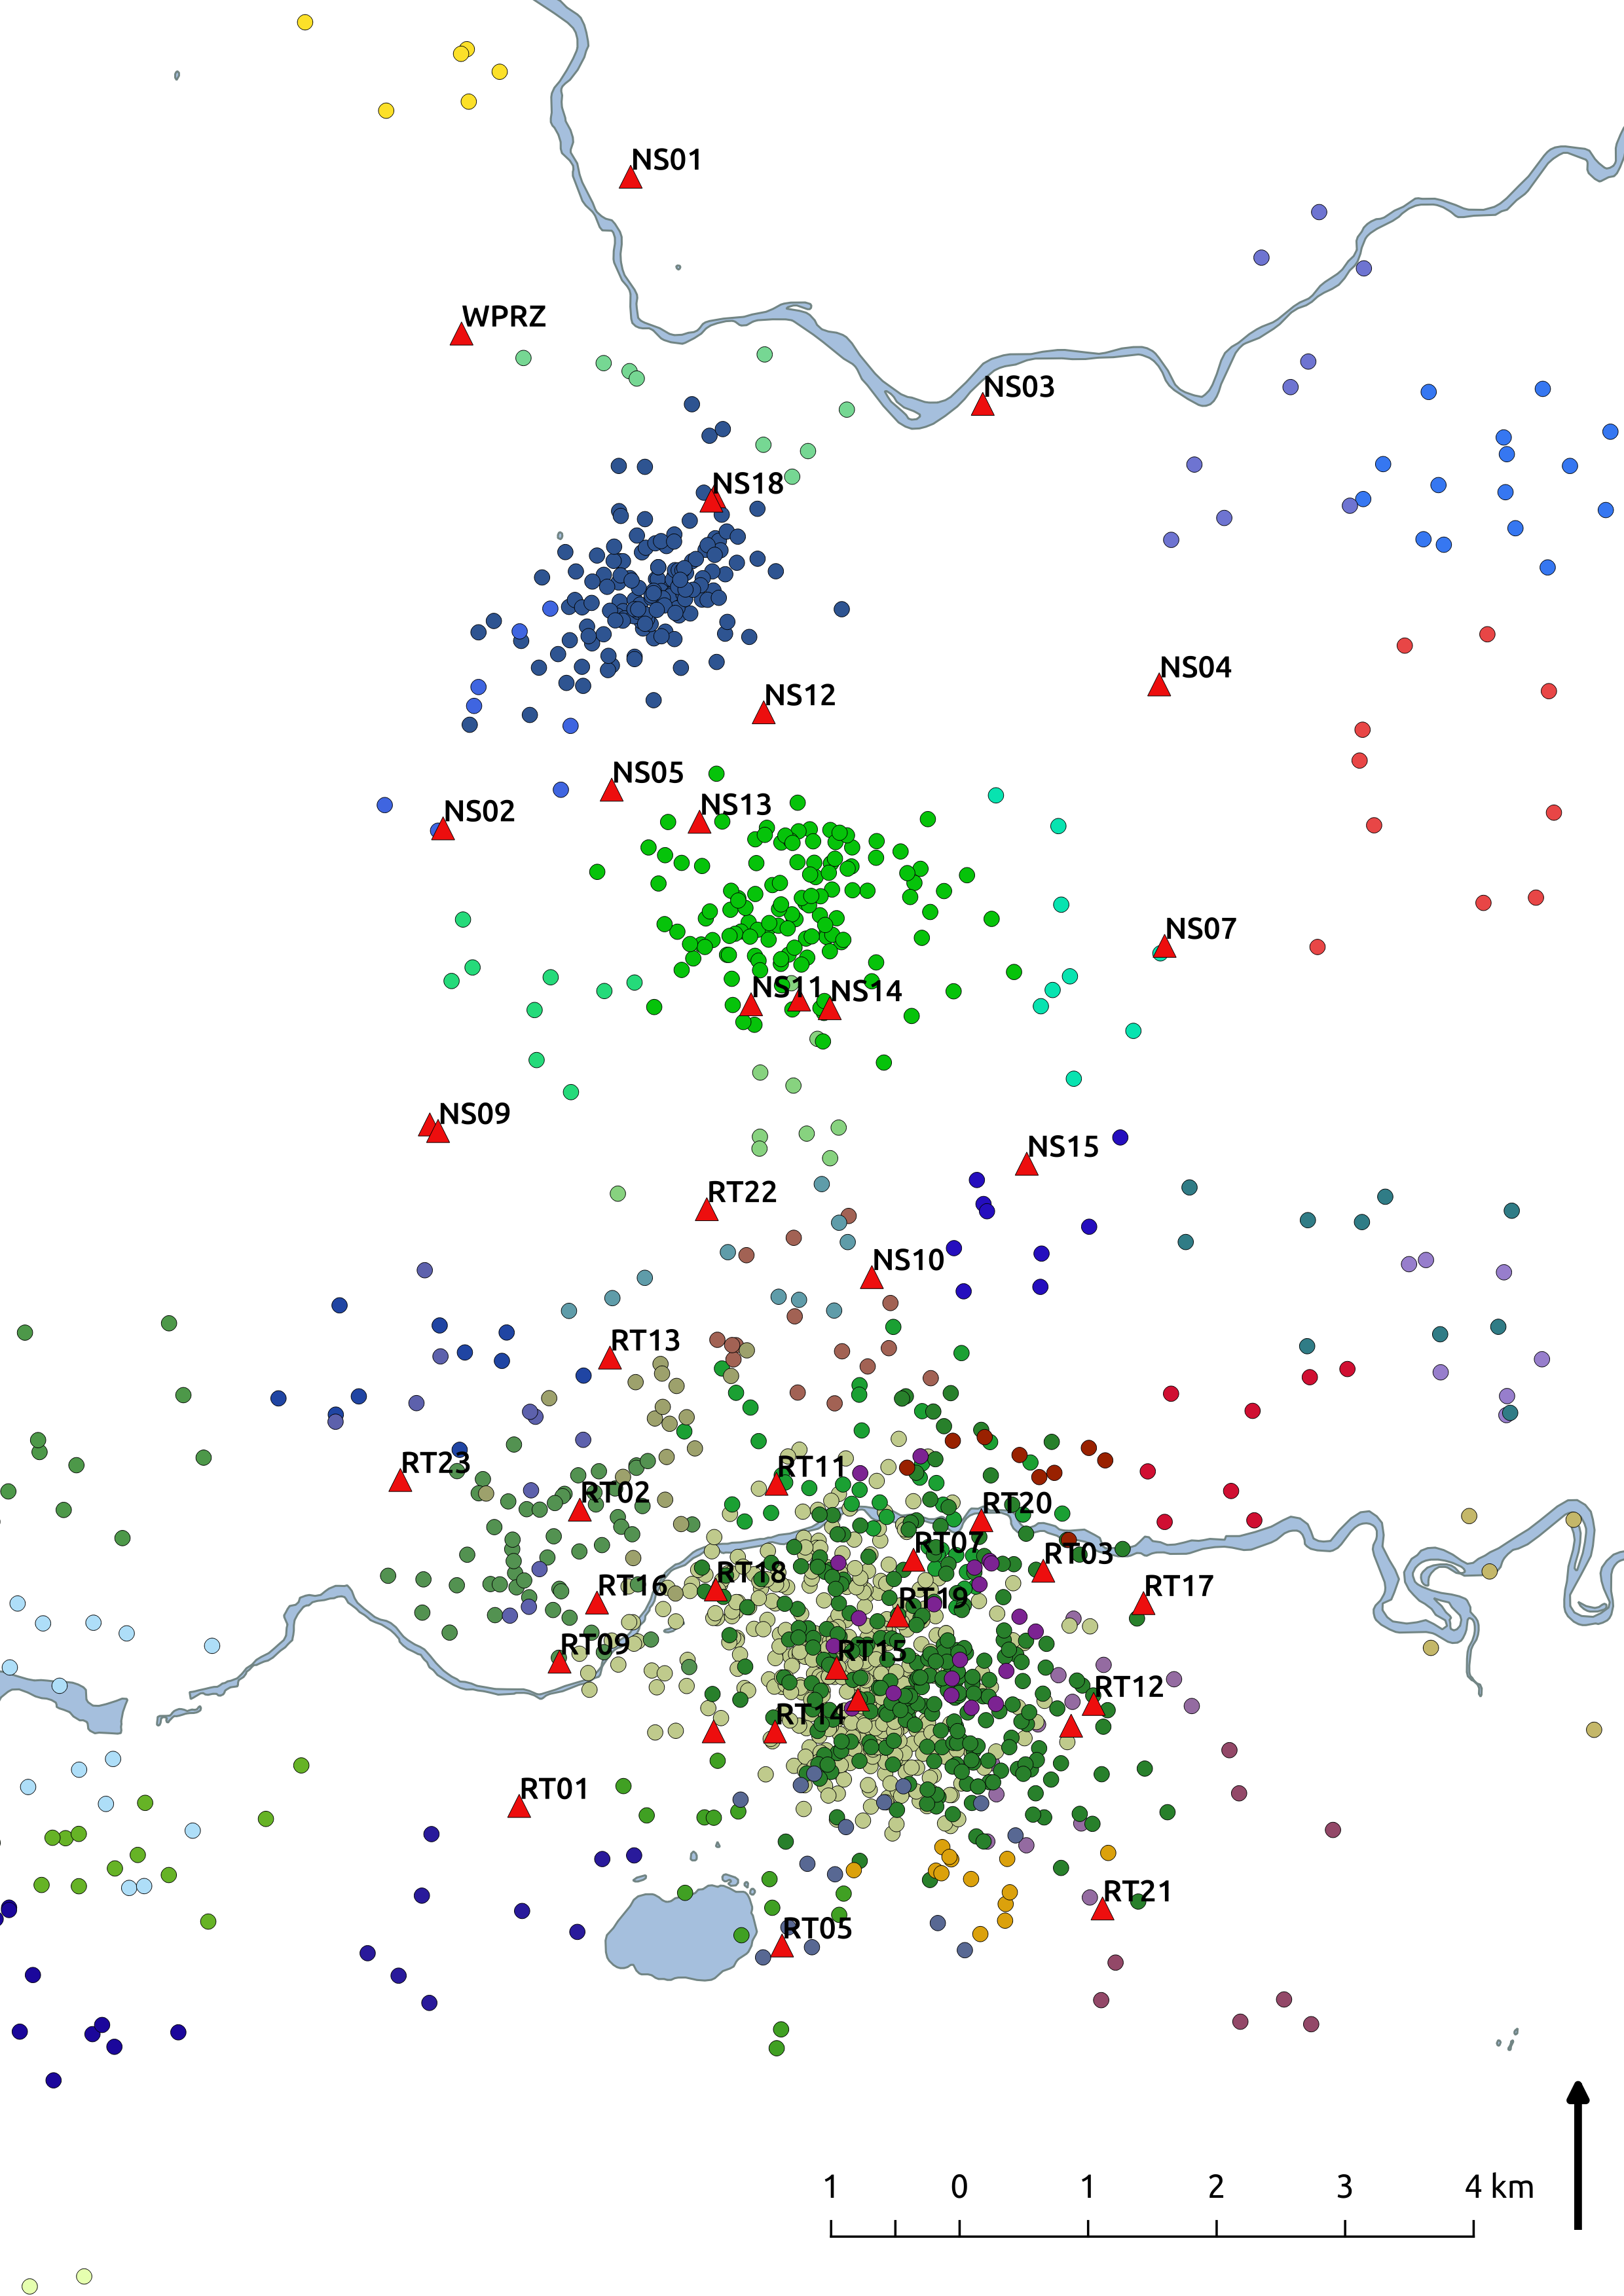 NS01
WPRZ
NS03
NS18
NS04
NS12
NS05
NS13
NS02
NS07
NS11
NS14
NS09
NS15
RT22
NS10
RT13
RT23
RT11
RT02
RT20
RT07
RT03
RT18
RT16
RT17
RT19
RT09
RT15
RT12
RT14
RT01
RT21
RT05
1 0 1 2 3 4 km